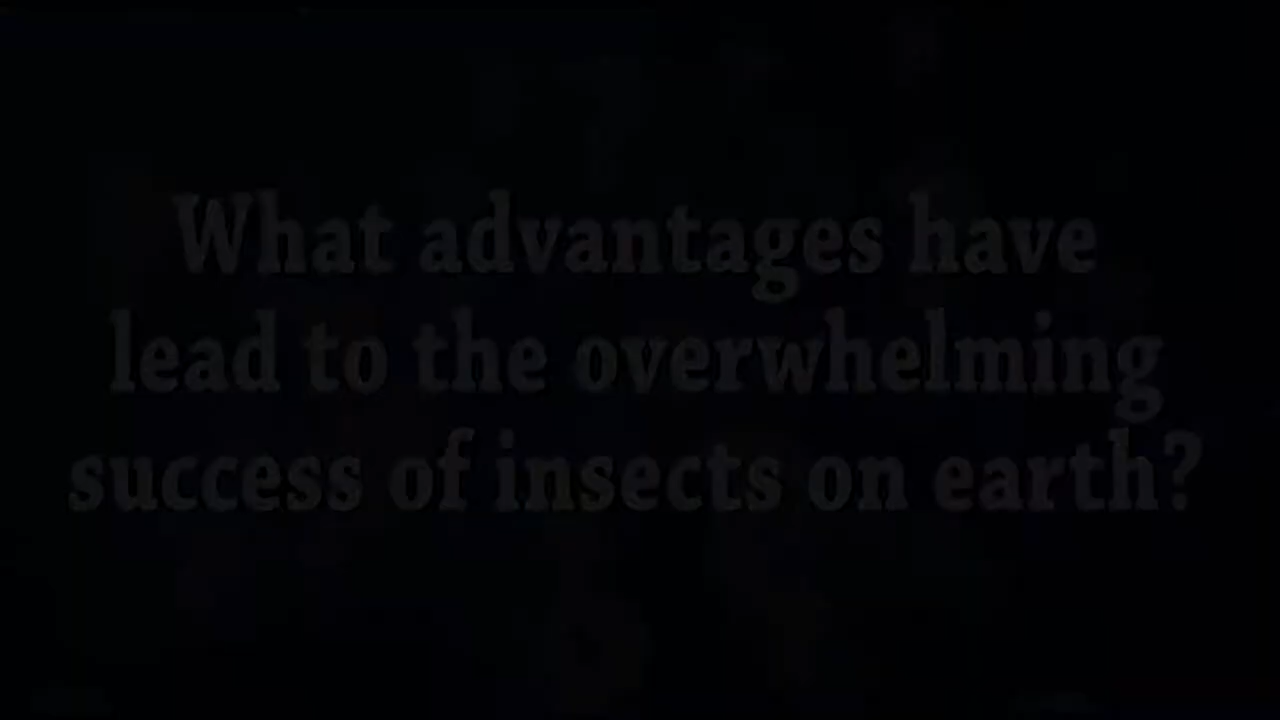 What advantages have
lead to the overwhelming
success of insects on earth?